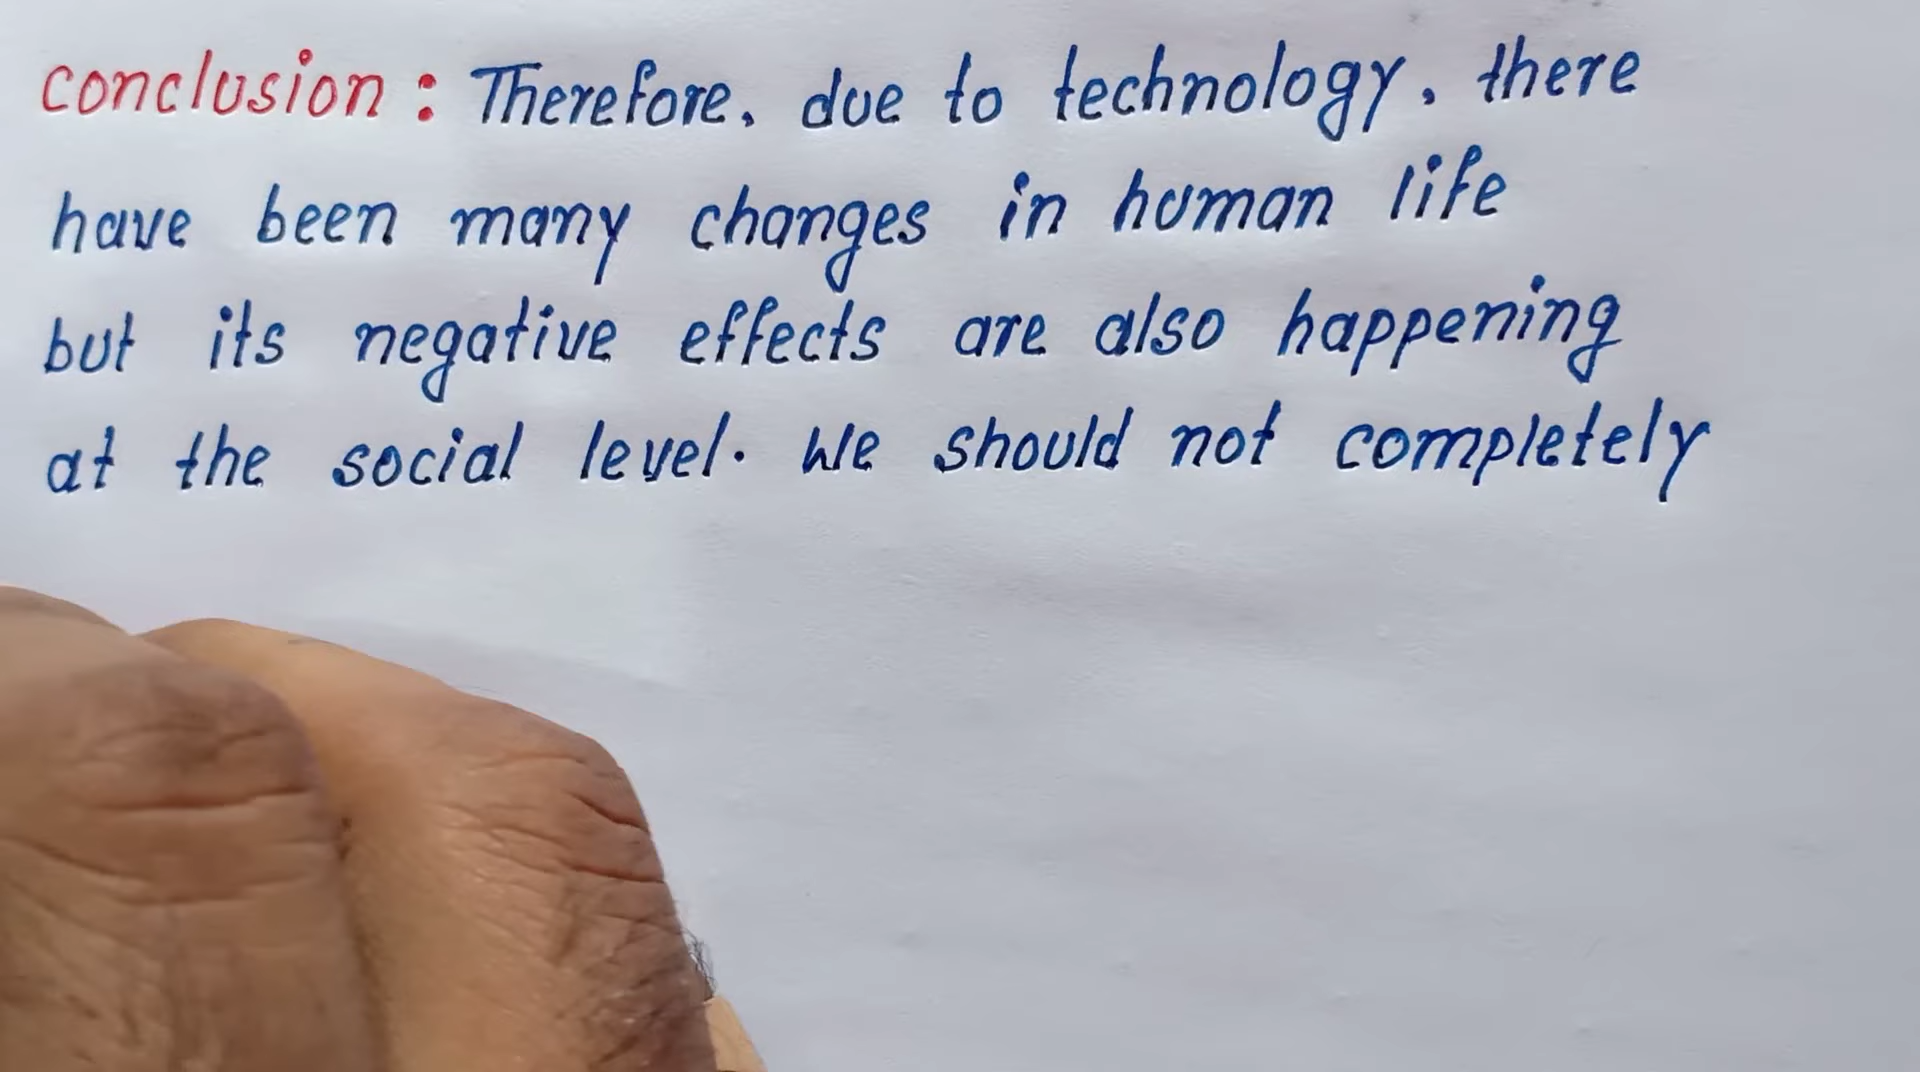 conclusion : Therefore, due to technology, there
have been many changes in human life
but its negative effects are also happening
at the social level. We should not completely